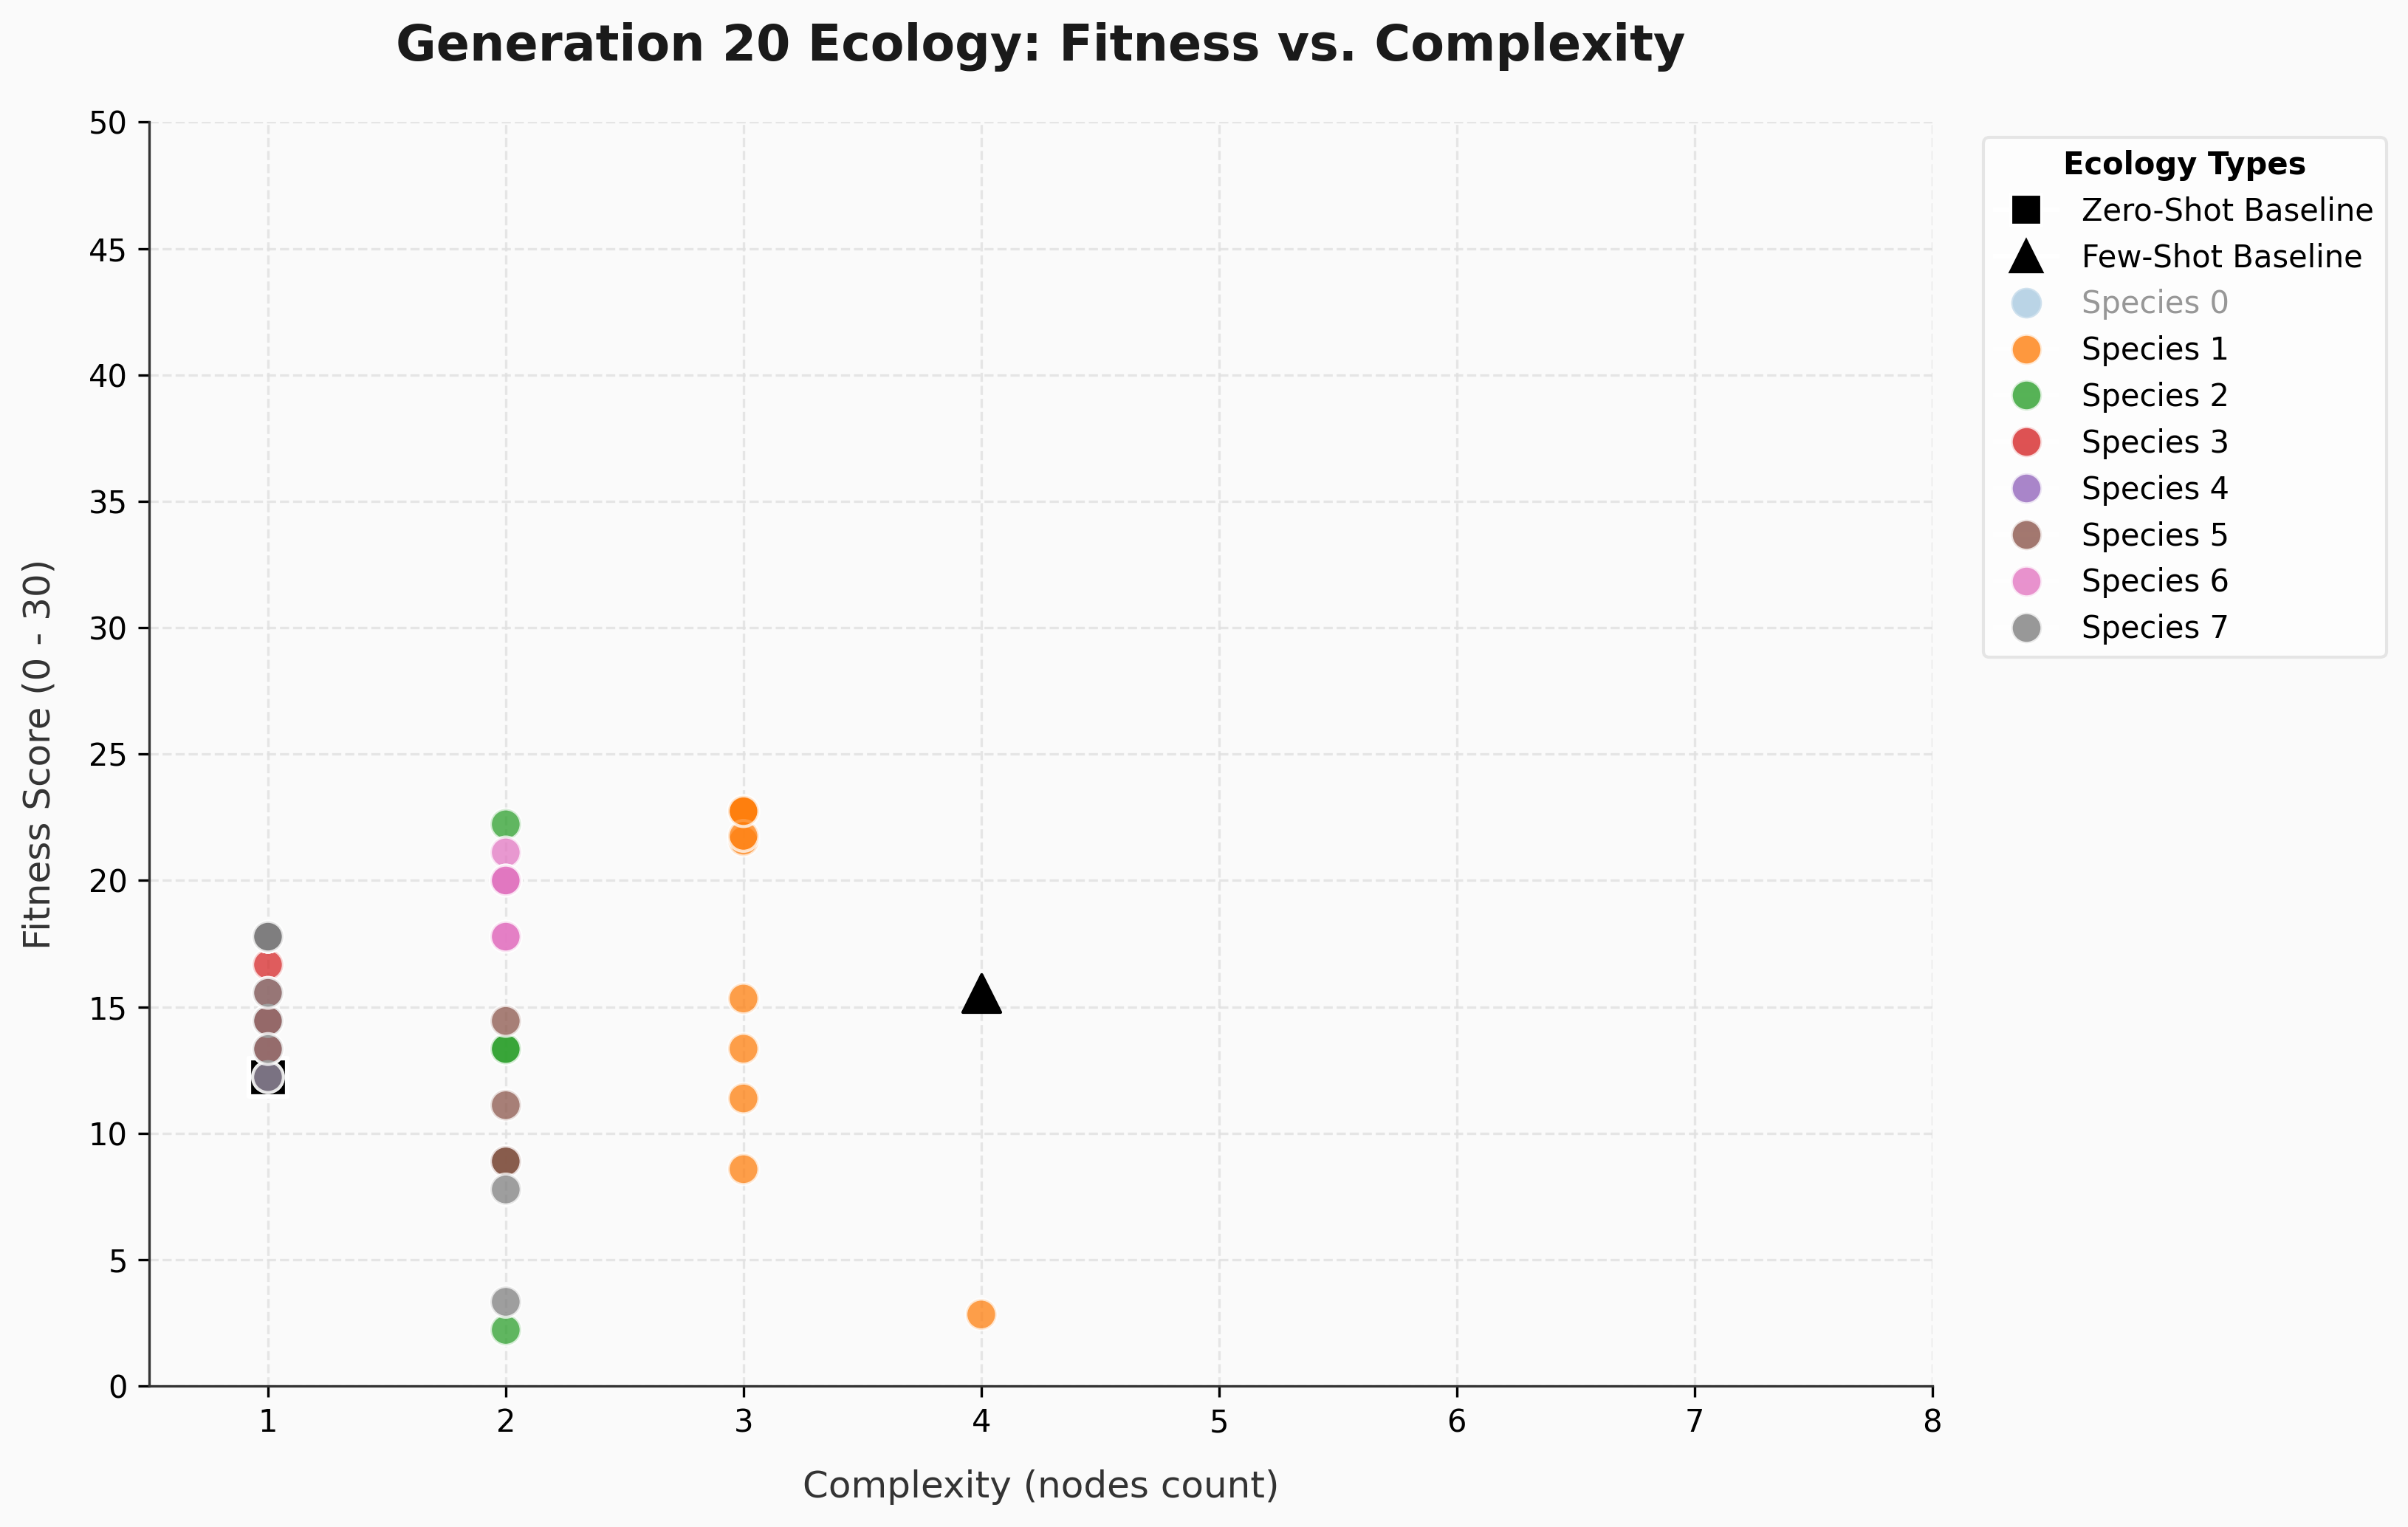 Generation 20 Ecology: Fitness vs. Complexity
50
45
40
35
30
25
20
15
10
5
0
Fitness Score (0 - 30)
1 2 3 4 5 6 7 8
Complexity (nodes count)
Ecology Types
Zero-Shot Baseline
Few-Shot Baseline
Species 0
Species 1
Species 2
Species 3
Species 4
Species 5
Species 6
Species 7